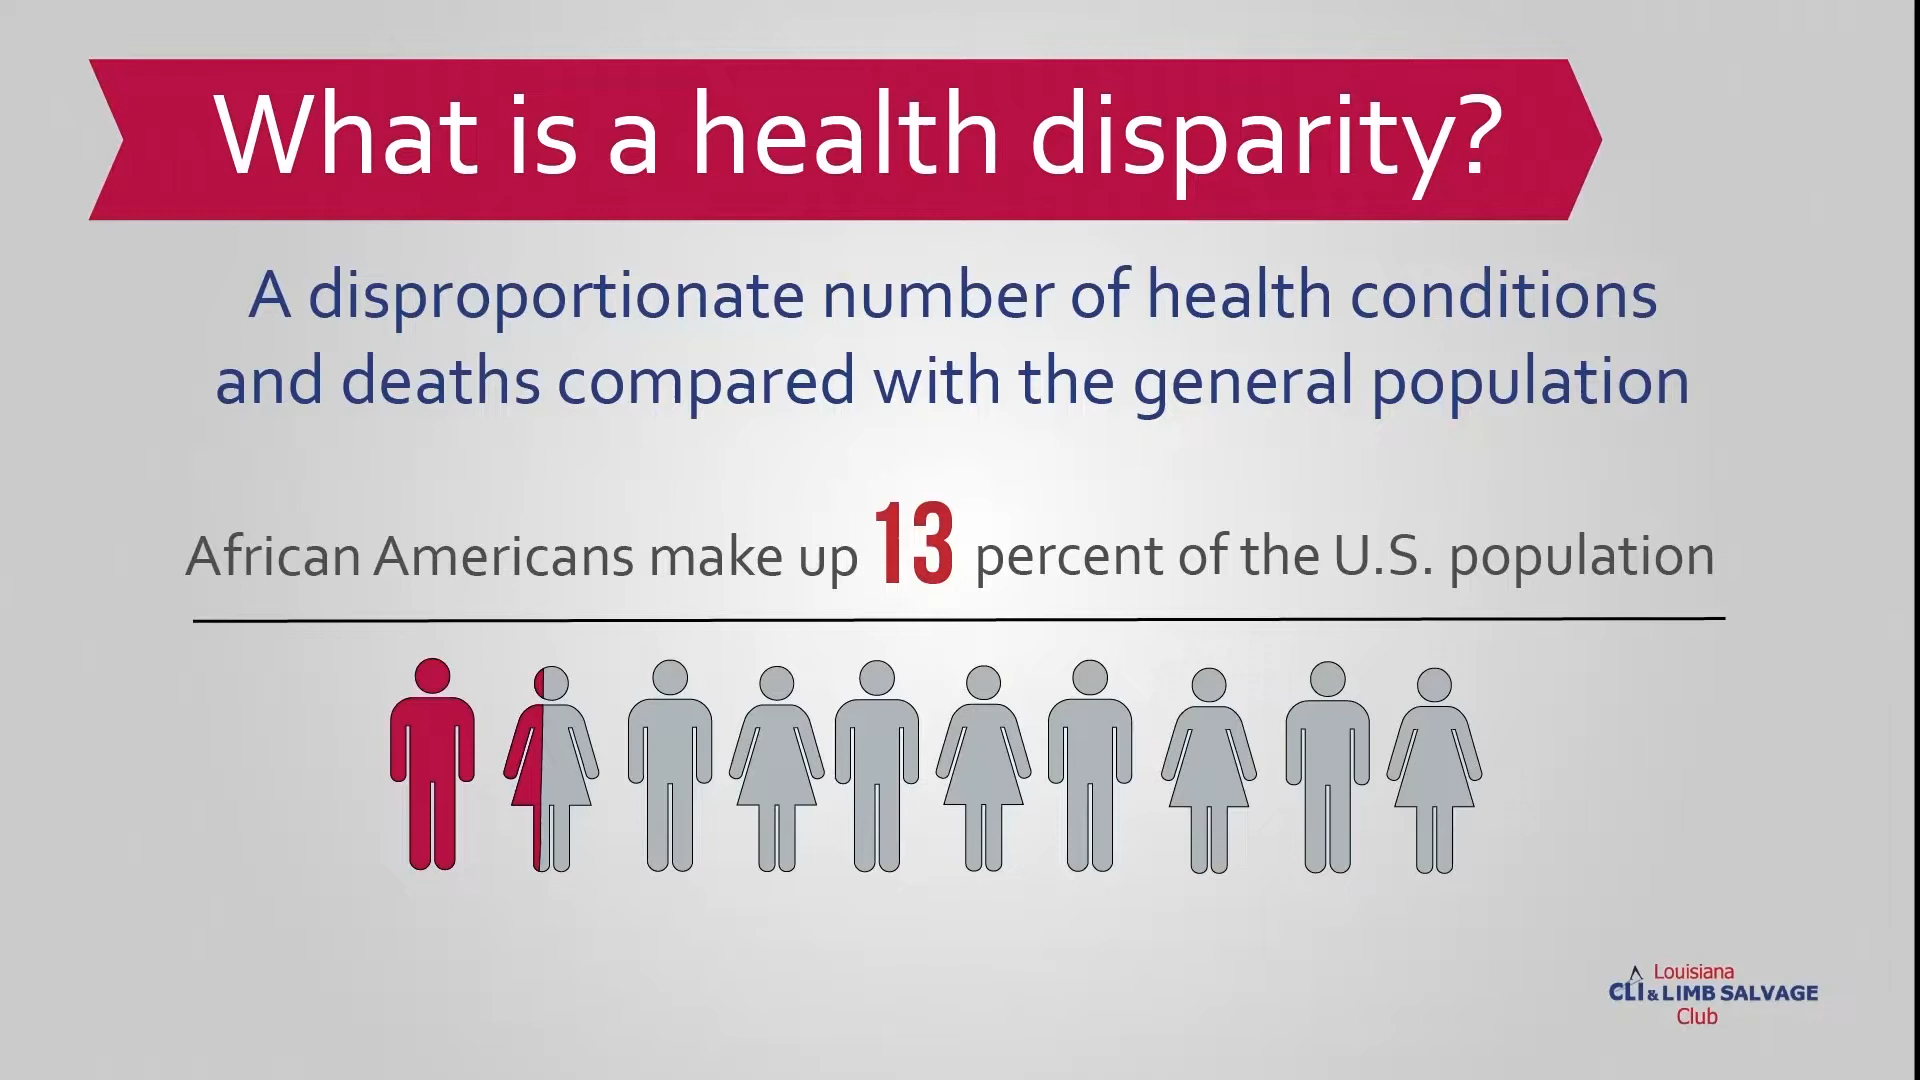 What is a health disparity?
A disproportionate number of health conditions
and deaths compared with the general population
African Americans make up 13 percent of the U.S. population
Louisiana
CLI & LIMB SALVAGE
Club